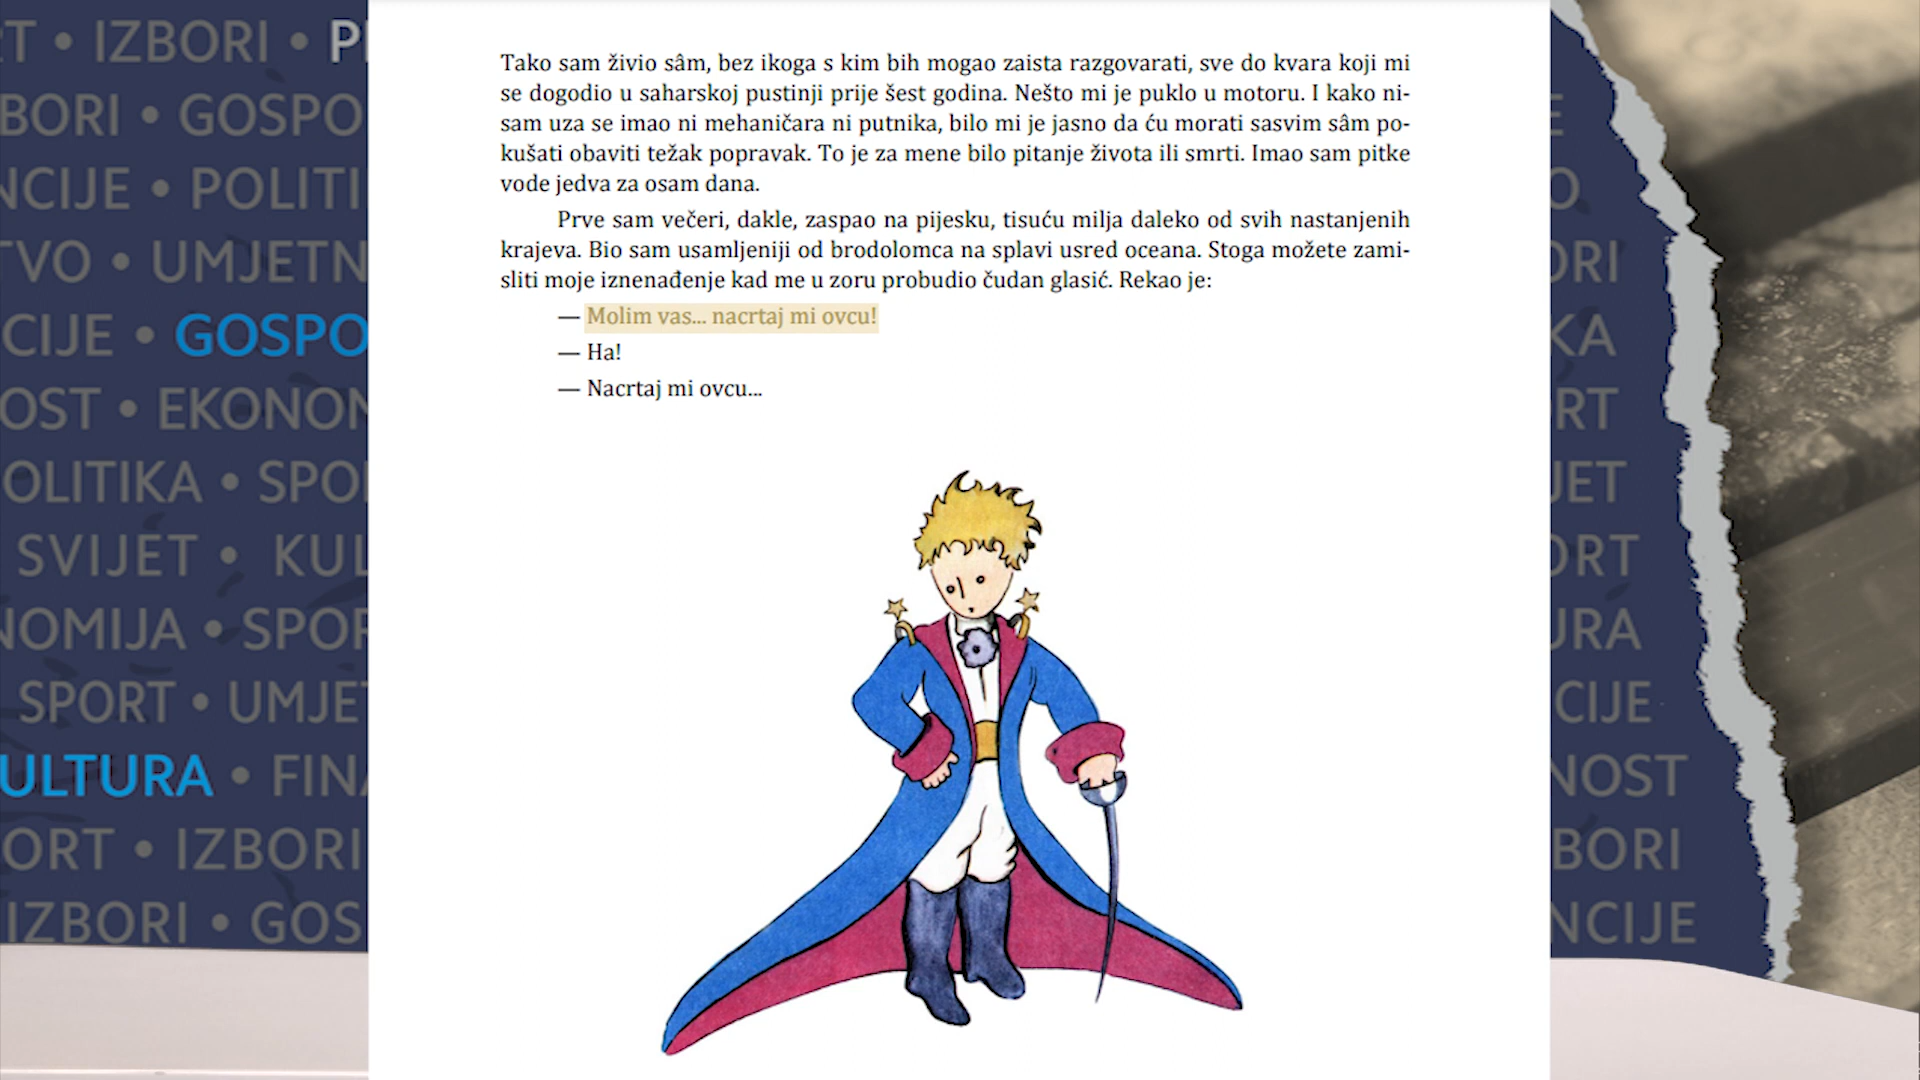 Tako sam živio sâm, bez ikoga s kim bih mogao zaista razgovarati, sve do kvara koji mi
se dogodio u saharskoj pustinji prije šest godina. Nešto mi je puklo u motoru. I kako ni-
sam uza se imao ni mehaničara ni putnika, bilo mi je jasno da ću morati sasvim sâm po-
kušati obaviti težak popravak. To je za mene bilo pitanje života ili smrti. Imao sam pitke
vode jedva za osam dana.
Prve sam večeri, dakle, zaspao na pijesku, tisuću milja daleko od svih nastanjenih
krajeva. Bio sam usamljeniji od brodolomca na splavi usred oceana. Stoga možete zami-
sliti moje iznenađenje kad me u zoru probudio čudan glasić. Rekao je:
— Molim vas... nacrtaj mi ovcu!
— Ha!
— Nacrtaj mi ovcu...
T • IZBORI • P
BORI • GOSPO
NCIJE • POLITI
TVO • UMJETN
CIJE • GOSPO
OST • EKONOM
OLITIKA • SPO
SVIJET • KUL
NOMIJA • SPOR
SPORT • UMJET
ULTURA • FINA
ORT • IZBORI
IZBORI • GOS
E
O
ORI
KA
RT
JET
ORT
URA
CIJE
NOST
BORI
NCIJE